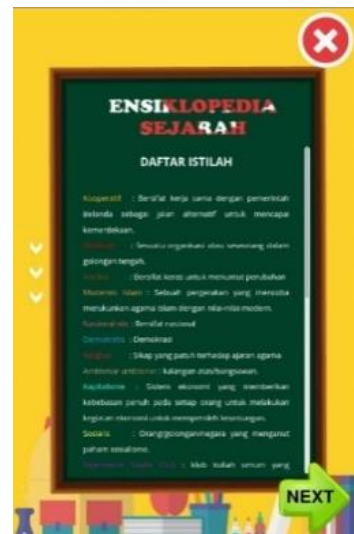 ENSIKLOPEDIA
SEJARAH
DAFTAR ISTILAH
Kooperatif : Bersifat kerja sama dengan pemerintah
Belanda sebagai jalan alternatif untuk mencapai
kemerdekaan.
: Sesuatu organisasi atau seseorang dalam
golongan tengah.
: Bersifat keras untuk menuntut perubahan
Modernis Islam : Sebuah pergerakan yang mencoba
merukunkan agama islam dengan nilai-nilai modern.
Nasionalis : Bersifat nasional
Demokratis : Demokrasi
: Sikap yang patuh terhadap ajaran agama
: kalangan atas/bangsawan.
Kapitalisme : Sistem ekonomi yang memberikan
kebebasan penuh pada setiap orang untuk melakukan
kegiatan ekonomi untuk memperoleh keuntungan.
Sosialis : Orang/golongan/negara yang menganut
paham sosialisme.
: klub kuliah umum yang
NEXT